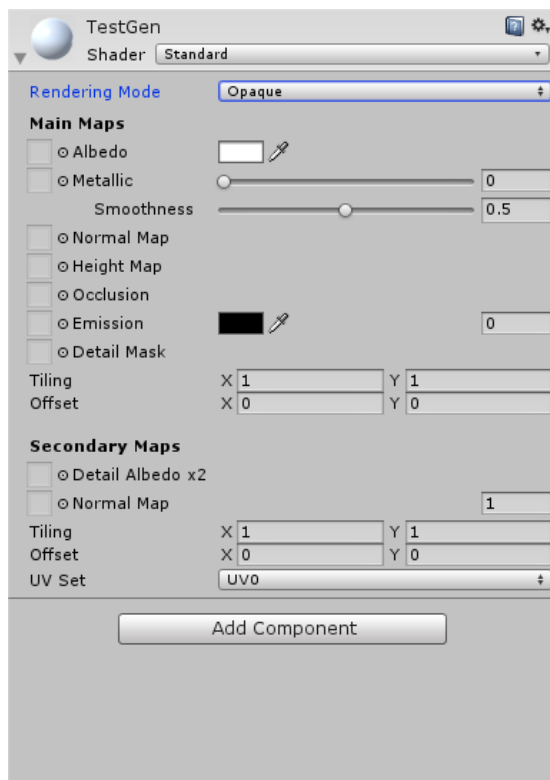 TestGen
Shader Standard
Rendering Mode Opaque
Main Maps
Albedo
Metallic 0
Smoothness 0.5
Normal Map
Height Map
Occlusion
Emission 0
Detail Mask
Tiling X 1 Y 1
Offset X 0 Y 0
Secondary Maps
Detail Albedo x2
Normal Map 1
Tiling X 1 Y 1
Offset X 0 Y 0
UV Set UV0
Add Component